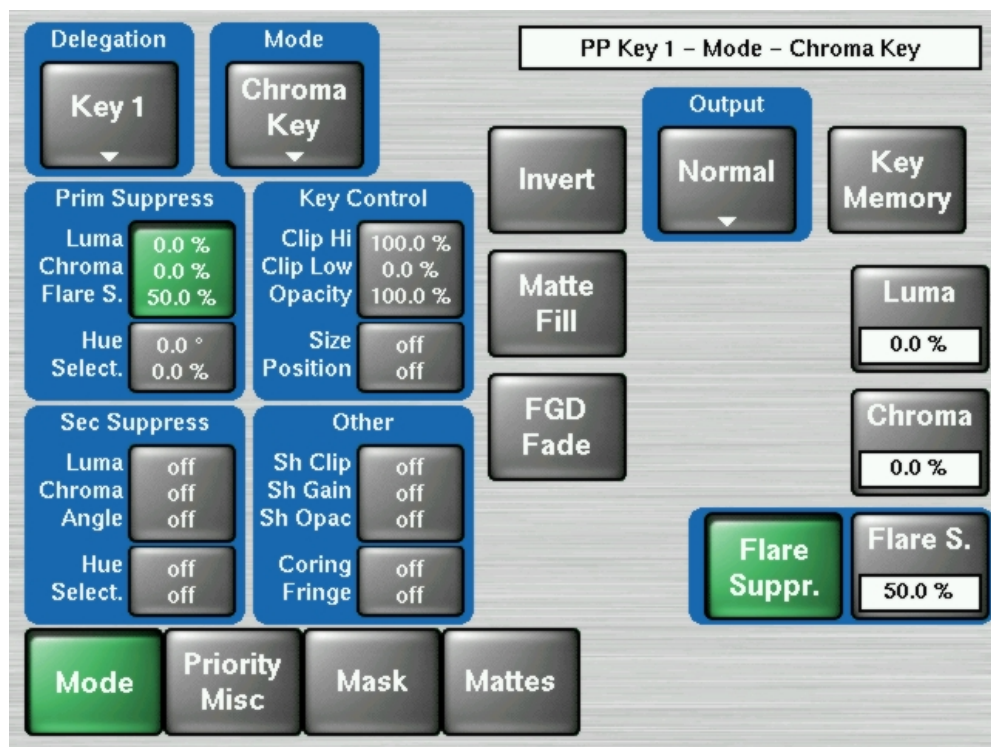 Delegation
Key 1
Mode
Chroma
Key
PP Key 1 – Mode – Chroma Key
Output
Normal
Invert
Key
Memory
Prim Suppress
Luma 0.0 %
Chroma 0.0 %
Flare S. 50.0 %
Hue 0.0 °
Select. 0.0 %
Key Control
Clip Hi 100.0 %
Clip Low 0.0 %
Opacity 100.0 %
Size off
Position off
Matte
Fill
Luma
0.0 %
FGD
Fade
Chroma
0.0 %
Sec Suppress
Luma off
Chroma off
Angle off
Hue off
Select. off
Other
Sh Clip off
Sh Gain off
Sh Opac off
Coring off
Fringe off
Flare
Suppr.
Flare S.
50.0 %
Mode
Priority
Misc
Mask
Mattes